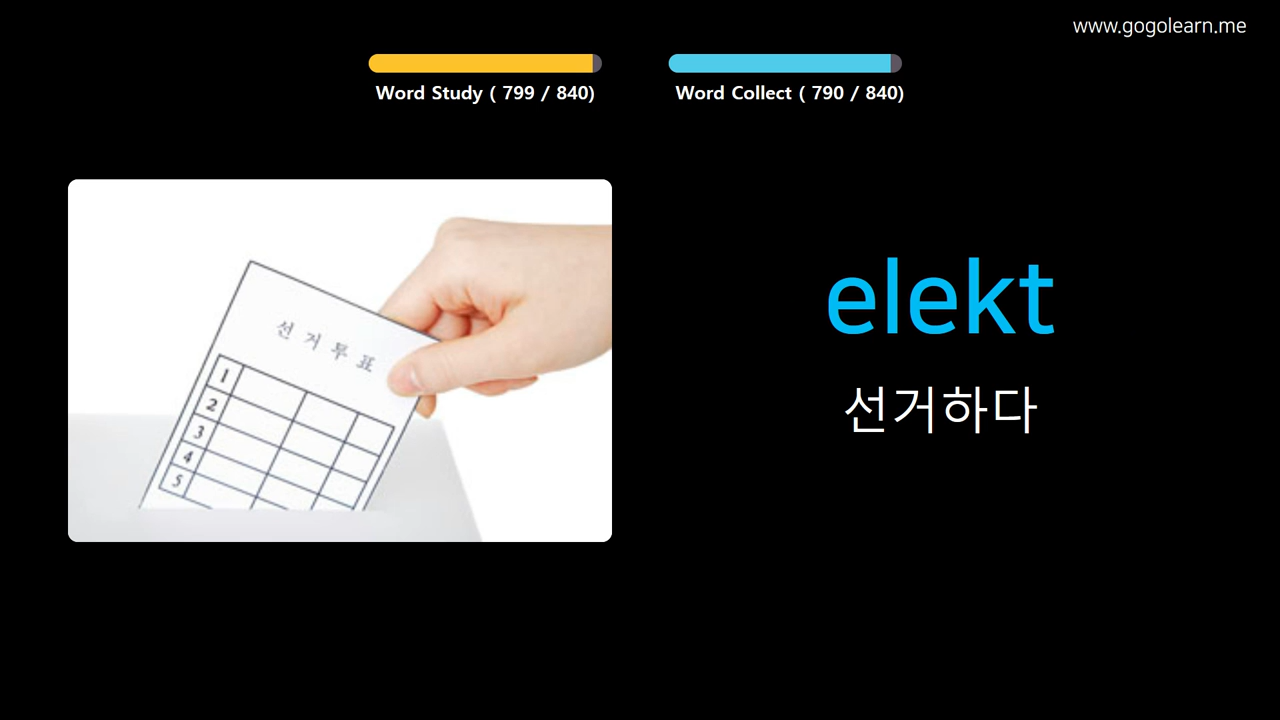 www.gogolearn.me
Word Study ( 799 / 840)
Word Collect ( 790 / 840)
선거투표
1
2
3
4
5
elekt
선거하다